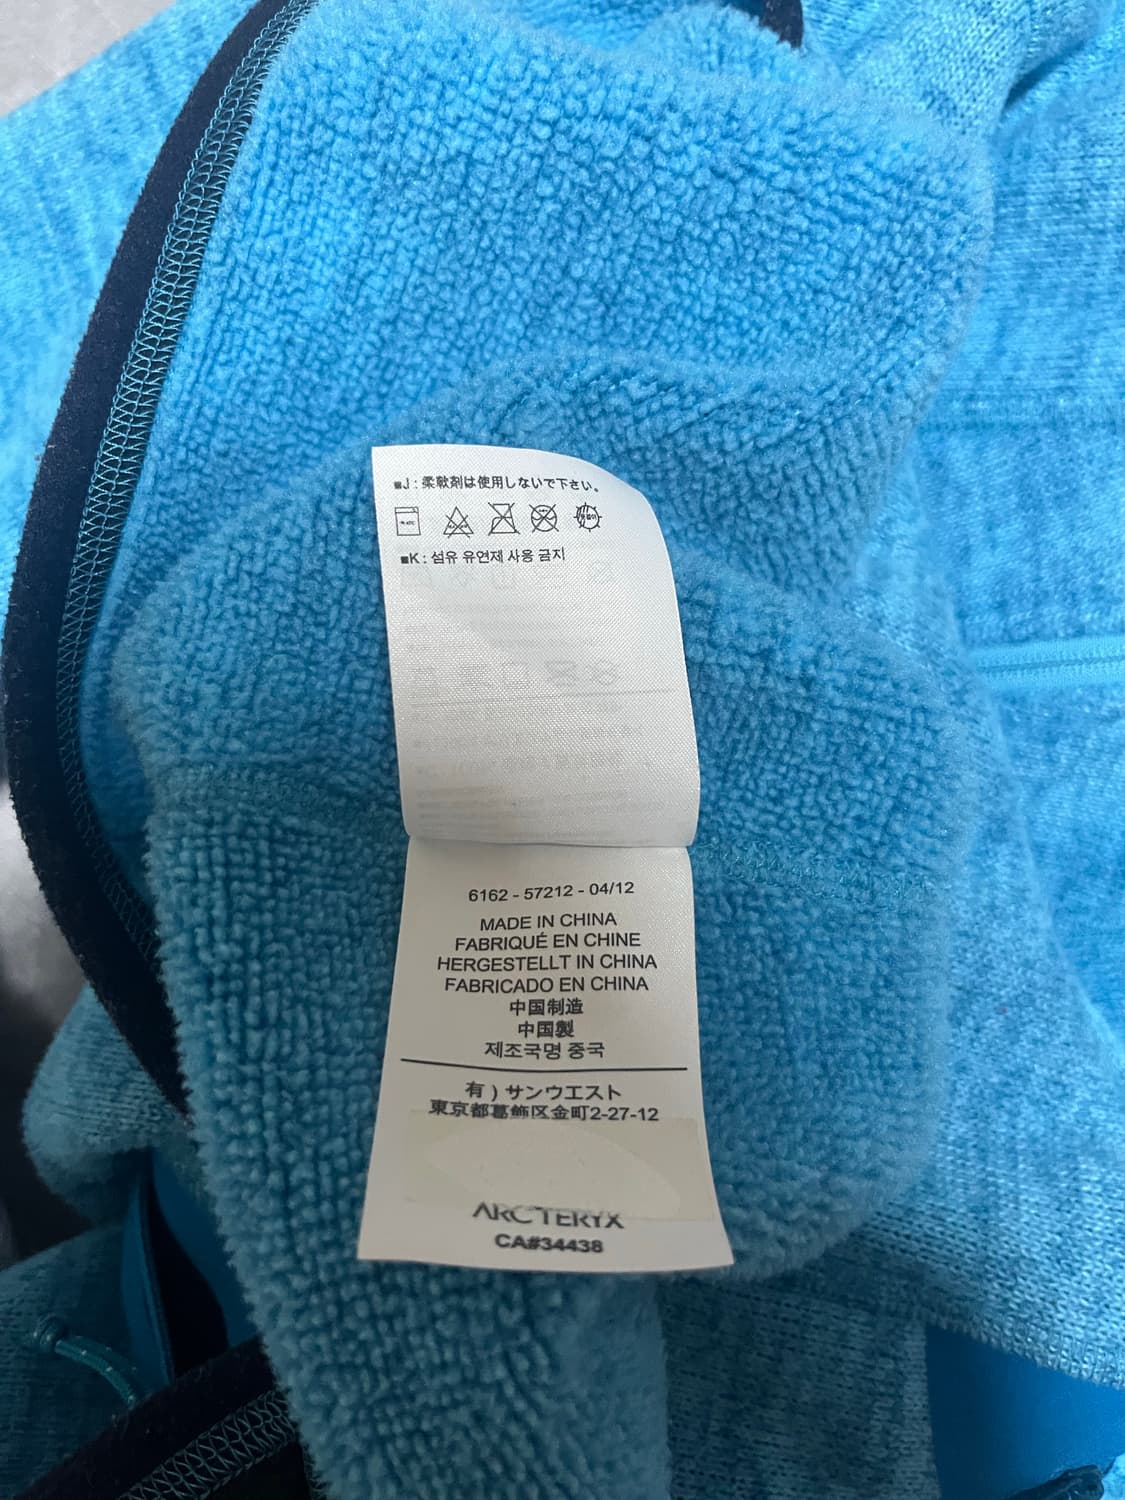 ■J : 柔軟剤は使用しないで下さい。
■K : 섬유 유연제 사용 금지
6162 - 57212 - 04/12
MADE IN CHINA
FABRIQUÉ EN CHINE
HERGESTELLT IN CHINA
FABRICADO EN CHINA
中国制造
中国製
제조국명 중국
有 ) サンウエスト
東京都葛飾区金町2-27-12
ARC'TERYX
CA#34438